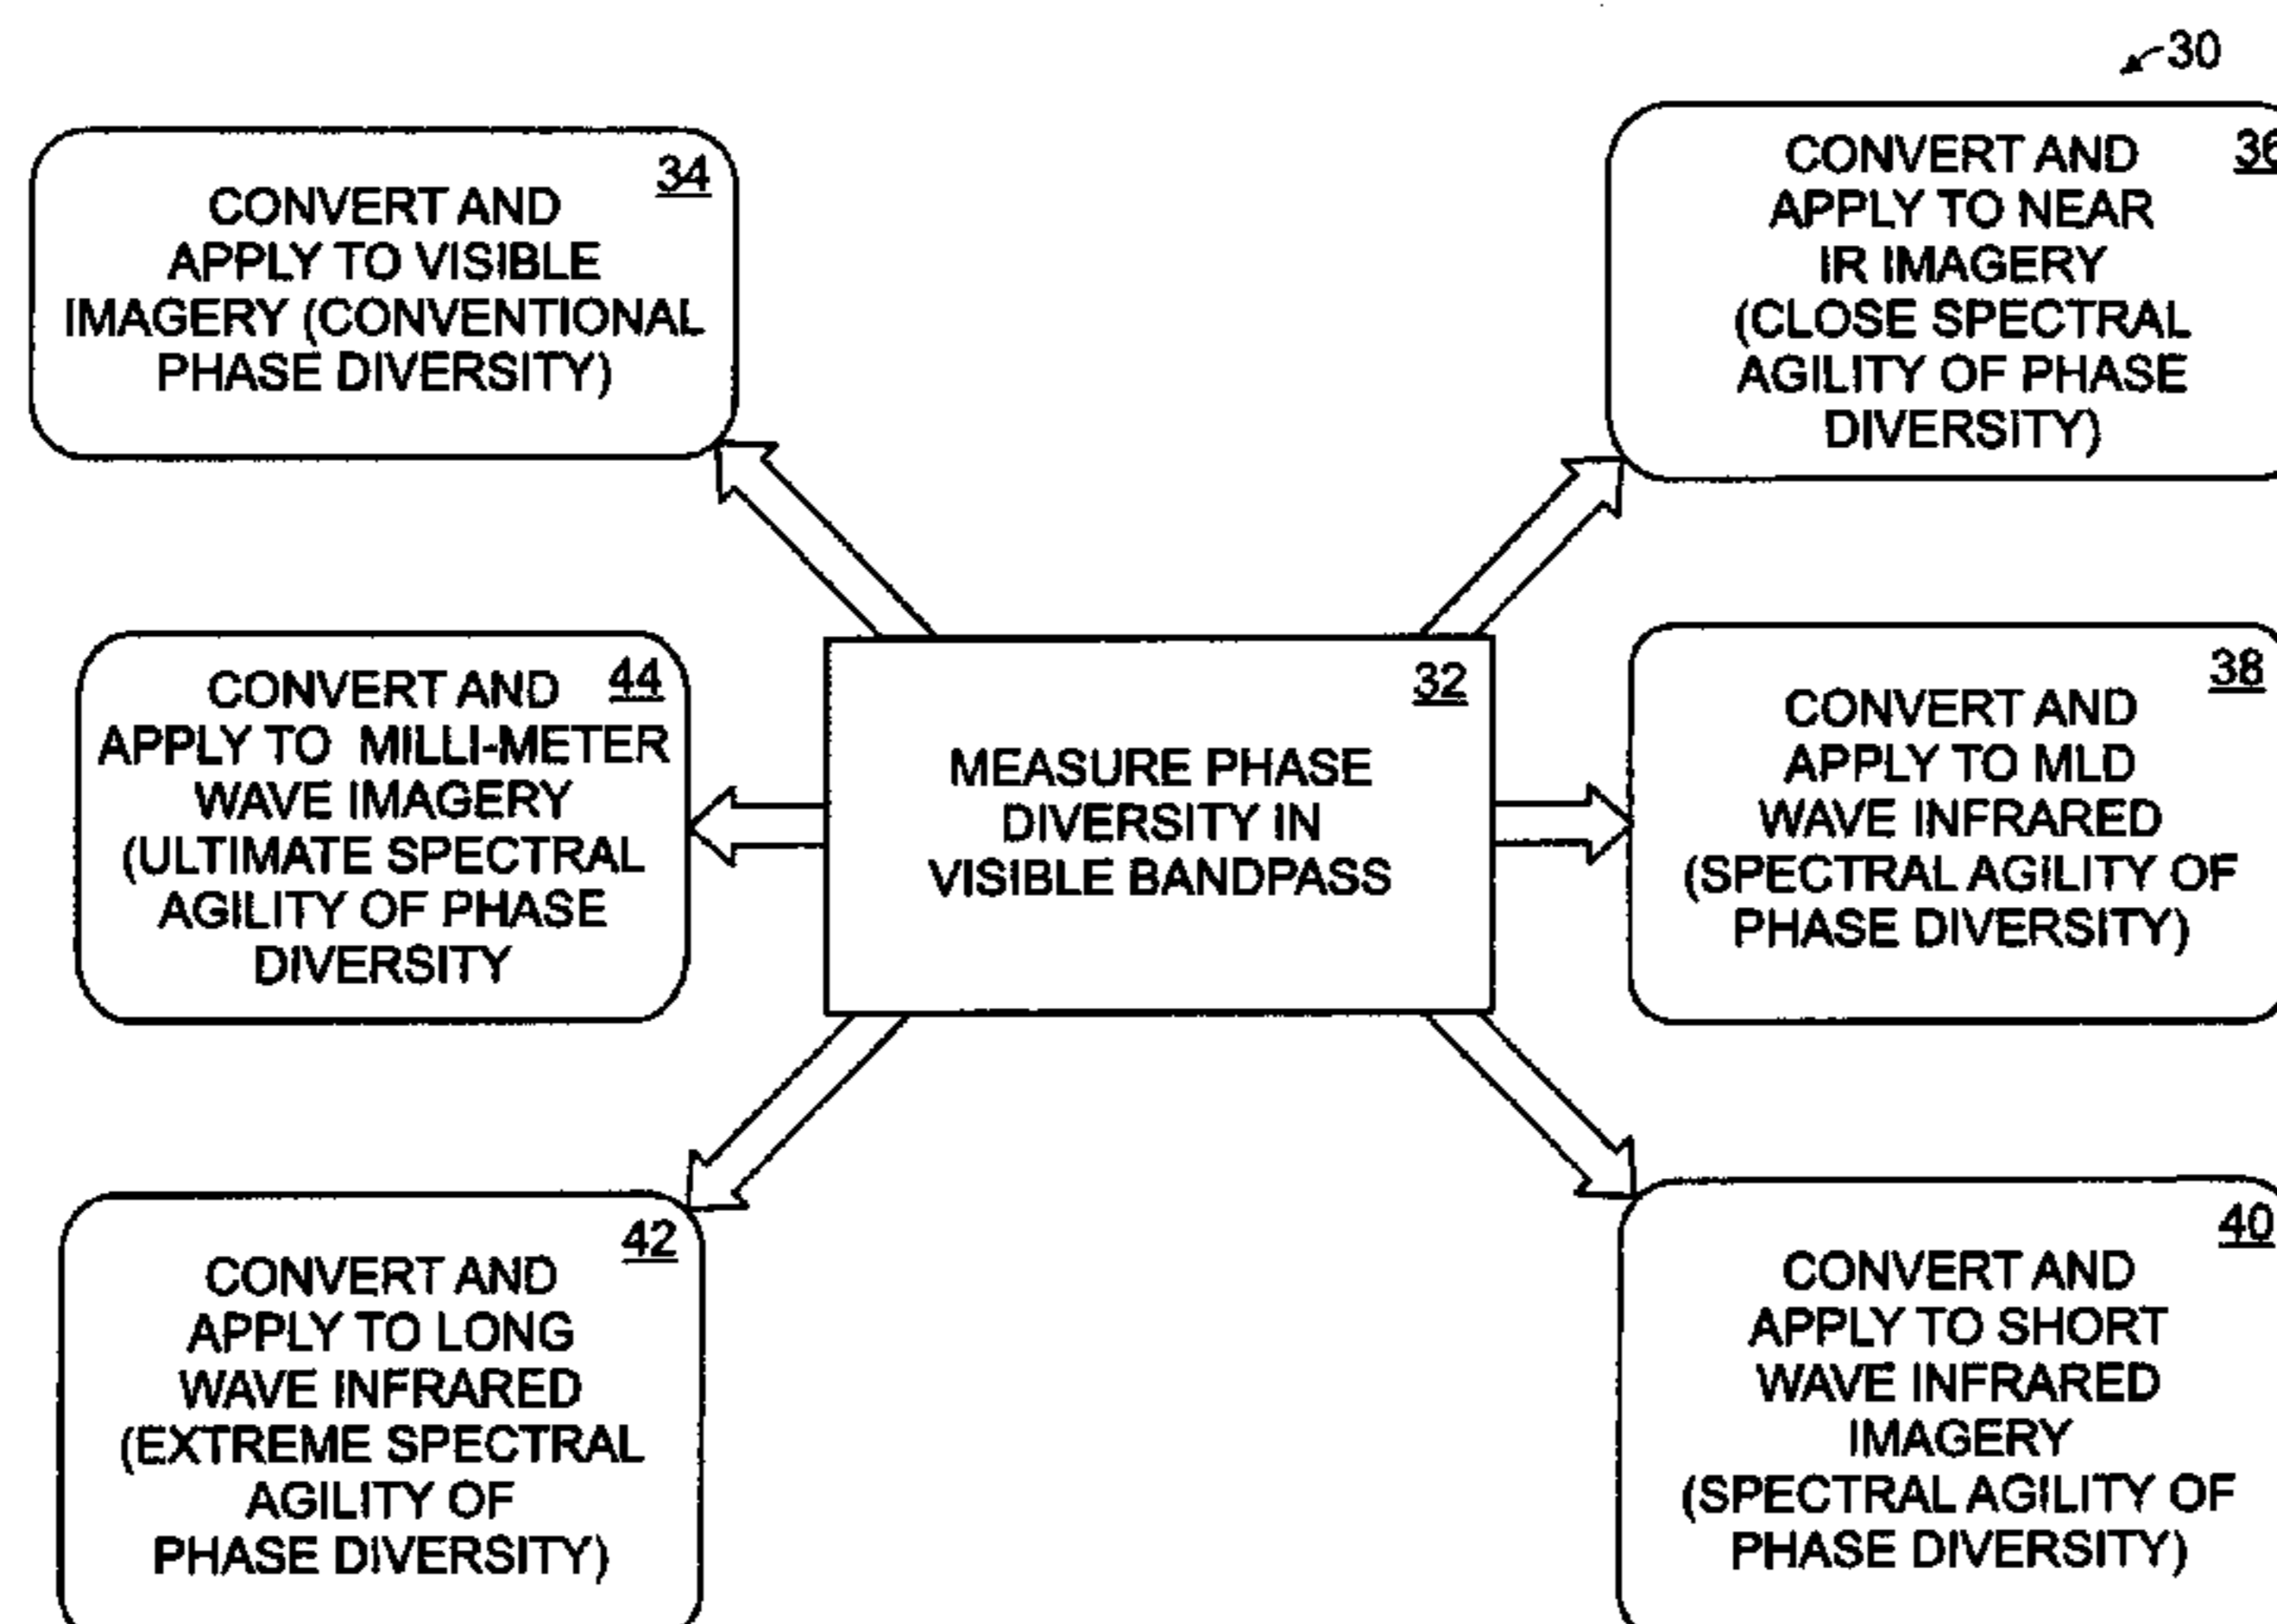 30
34
CONVERT AND
APPLY TO VISIBLE
IMAGERY (CONVENTIONAL
PHASE DIVERSITY)
36
CONVERT AND
APPLY TO NEAR
IR IMAGERY
(CLOSE SPECTRAL
AGILITY OF PHASE
DIVERSITY)
44
CONVERT AND
APPLY TO MILLI-METER
WAVE IMAGERY
(ULTIMATE SPECTRAL
AGILITY OF PHASE
DIVERSITY
32
MEASURE PHASE
DIVERSITY IN
VISIBLE BANDPASS
38
CONVERT AND
APPLY TO MLD
WAVE INFRARED
(SPECTRAL AGILITY OF
PHASE DIVERSITY)
42
CONVERT AND
APPLY TO LONG
WAVE INFRARED
(EXTREME SPECTRAL
AGILITY OF
PHASE DIVERSITY)
40
CONVERT AND
APPLY TO SHORT
WAVE INFRARED
IMAGERY
(SPECTRAL AGILITY OF
PHASE DIVERSITY)